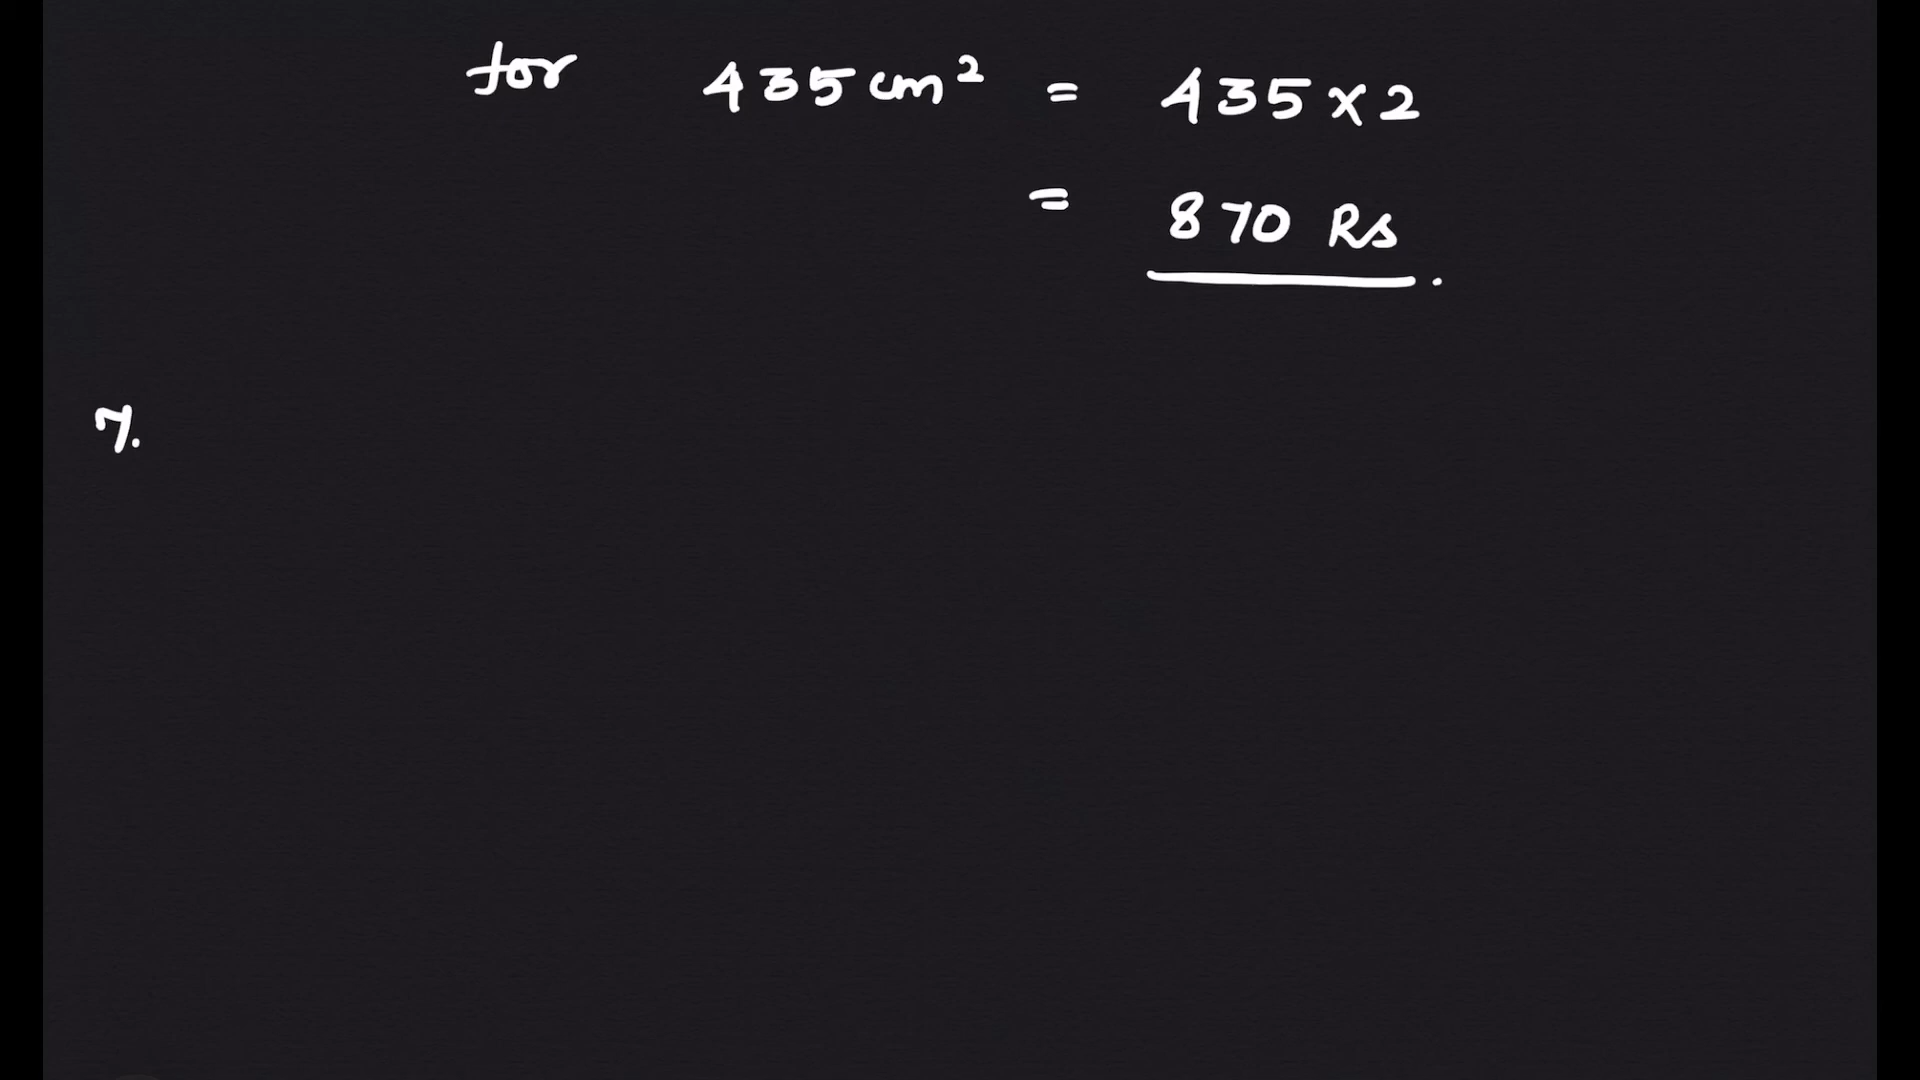 for 435 cm² = 435 x 2
= 870 Rs.
7.